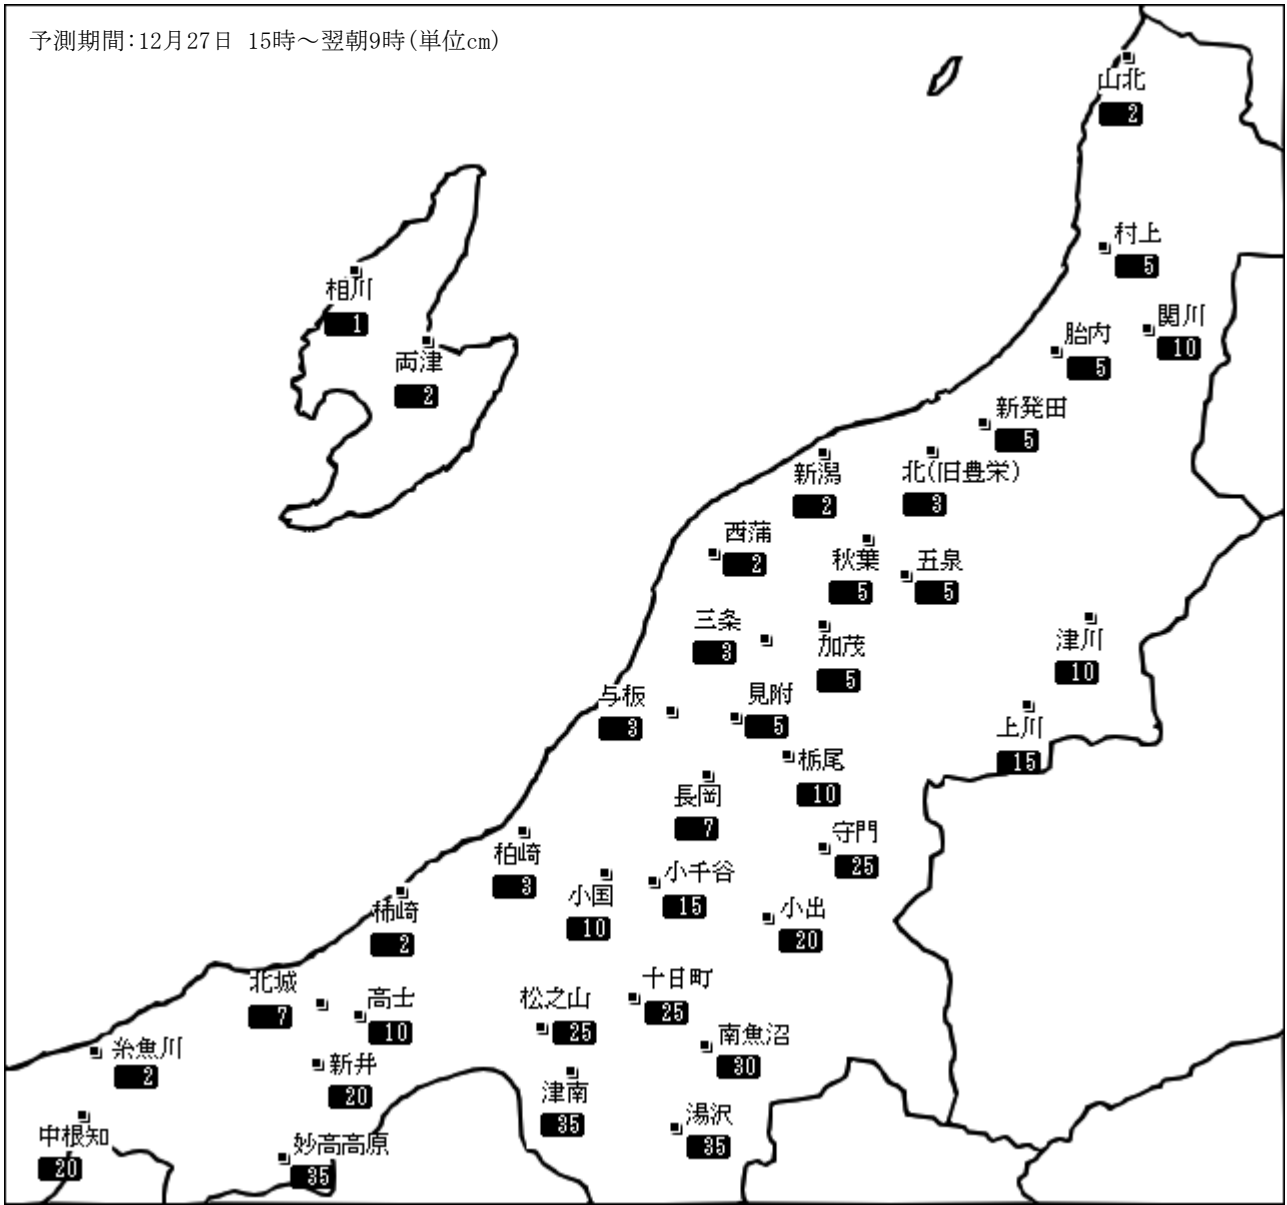 予測期間:12月27日 15時～翌朝9時(単位cm)
山北
2
村上
5
相川
1
関川
10
胎内
5
両津
2
新発田
5
新潟
2
北(旧豊栄)
3
西蒲
2
秋葉
5
五泉
5
三条
3
加茂
5
津川
10
与板
3
見附
5
上川
15
栃尾
10
長岡
7
守門
25
柏崎
3
小千谷
15
小国
10
小出
20
柿崎
2
北城
7
高士
10
松之山
25
十日町
25
南魚沼
30
糸魚川
2
新井
20
津南
35
湯沢
35
中根知
20
妙高高原
35